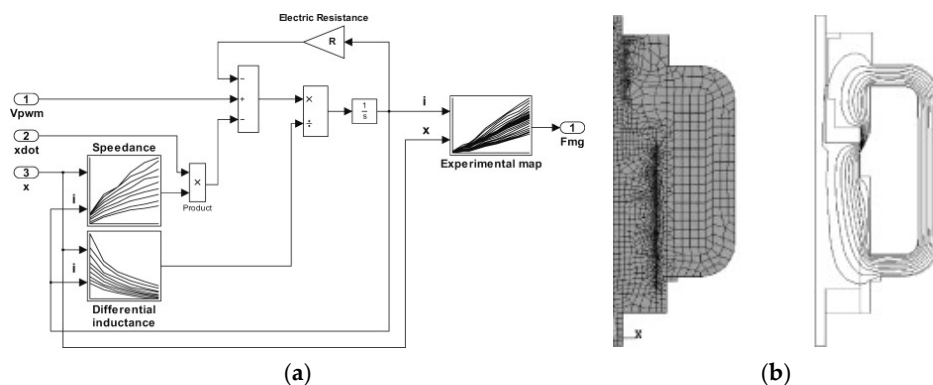 Electric Resistance
R
−
+
−
1
Vpwm
×
÷
1
s
i
x
Experimental map
1
Fmg
2
xdot
3
x
Speedance
i
×
Product
i
Differential
inductance
X
(a)
(b)